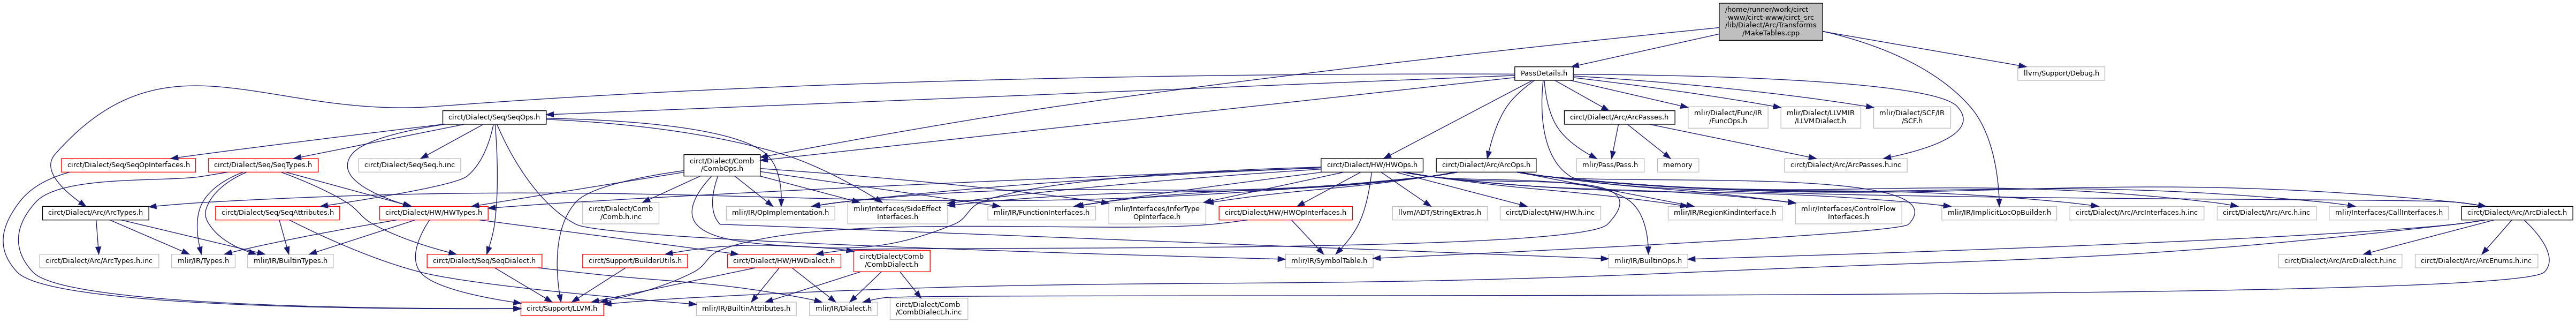 /home/runner/work/circt
-www/circt-www/circt_src
/lib/Dialect/Arc/Transforms
/MakeTables.cpp
PassDetails.h
llvm/Support/Debug.h
circt/Dialect/Seq/SeqOps.h
circt/Dialect/Arc/ArcPasses.h
mlir/Dialect/Func/IR
/FuncOps.h
mlir/Dialect/LLVMIR
/LLVMDialect.h
mlir/Dialect/SCF/IR
/SCF.h
circt/Dialect/Seq/SeqOpInterfaces.h
circt/Dialect/Seq/SeqTypes.h
circt/Dialect/Seq/Seq.h.inc
circt/Dialect/Comb
/CombOps.h
circt/Dialect/HW/HWOps.h
circt/Dialect/Arc/ArcOps.h
mlir/Pass/Pass.h
memory
circt/Dialect/Arc/ArcPasses.h.inc
circt/Dialect/Arc/ArcTypes.h
circt/Dialect/Seq/SeqAttributes.h
circt/Dialect/HW/HWTypes.h
circt/Dialect/Comb
/Comb.h.inc
mlir/IR/OpImplementation.h
mlir/Interfaces/SideEffect
Interfaces.h
mlir/IR/FunctionInterfaces.h
mlir/Interfaces/InferType
OpInterface.h
circt/Dialect/HW/HWOpInterfaces.h
llvm/ADT/StringExtras.h
circt/Dialect/HW/HW.h.inc
mlir/IR/RegionKindInterface.h
mlir/Interfaces/ControlFlow
Interfaces.h
mlir/IR/ImplicitLocOpBuilder.h
circt/Dialect/Arc/ArcInterfaces.h.inc
circt/Dialect/Arc/Arc.h.inc
mlir/Interfaces/CallInterfaces.h
circt/Dialect/Arc/ArcDialect.h
circt/Dialect/Arc/ArcTypes.h.inc
mlir/IR/Types.h
mlir/IR/BuiltinTypes.h
circt/Dialect/Seq/SeqDialect.h
circt/Support/BuilderUtils.h
circt/Dialect/HW/HWDialect.h
circt/Dialect/Comb
/CombDialect.h
mlir/IR/SymbolTable.h
mlir/IR/BuiltinOps.h
circt/Dialect/Arc/ArcDialect.h.inc
circt/Dialect/Arc/ArcEnums.h.inc
circt/Support/LLVM.h
mlir/IR/BuiltinAttributes.h
mlir/IR/Dialect.h
circt/Dialect/Comb
/CombDialect.h.inc